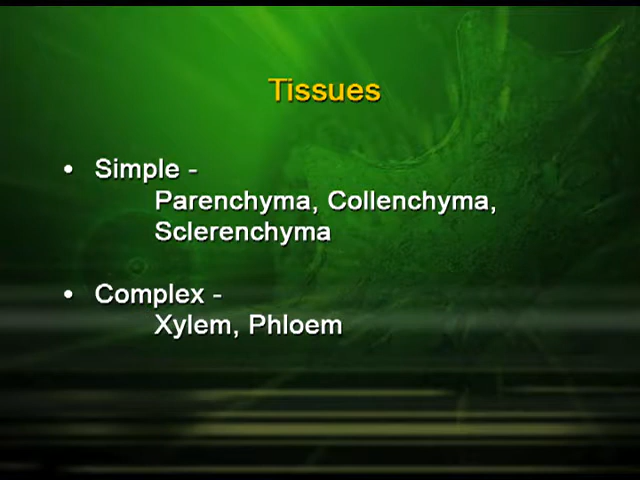 Tissues
• Simple -
Parenchyma, Collenchyma,
Sclerenchyma
• Complex -
Xylem, Phloem